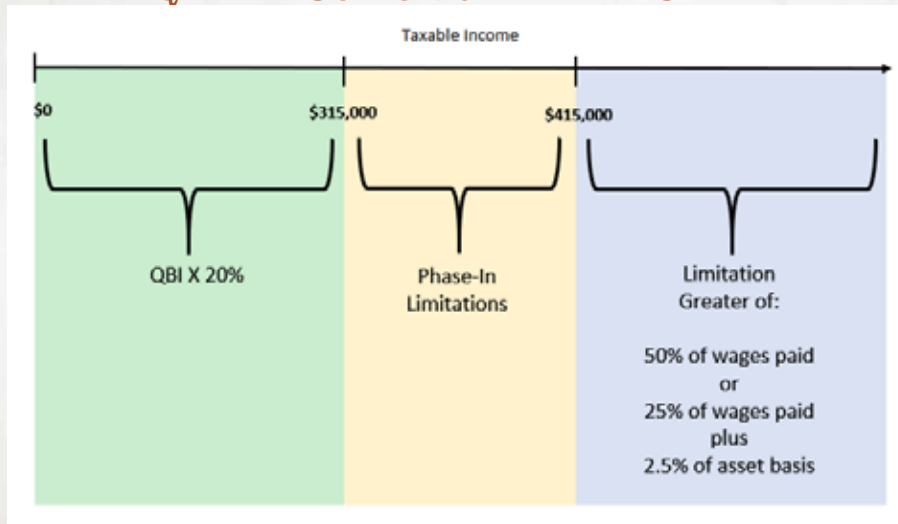 Taxable Income
$0
$315,000
$415,000
QBI X 20%
Phase-In
Limitations
Limitation
Greater of:
50% of wages paid
or
25% of wages paid
plus
2.5% of asset basis